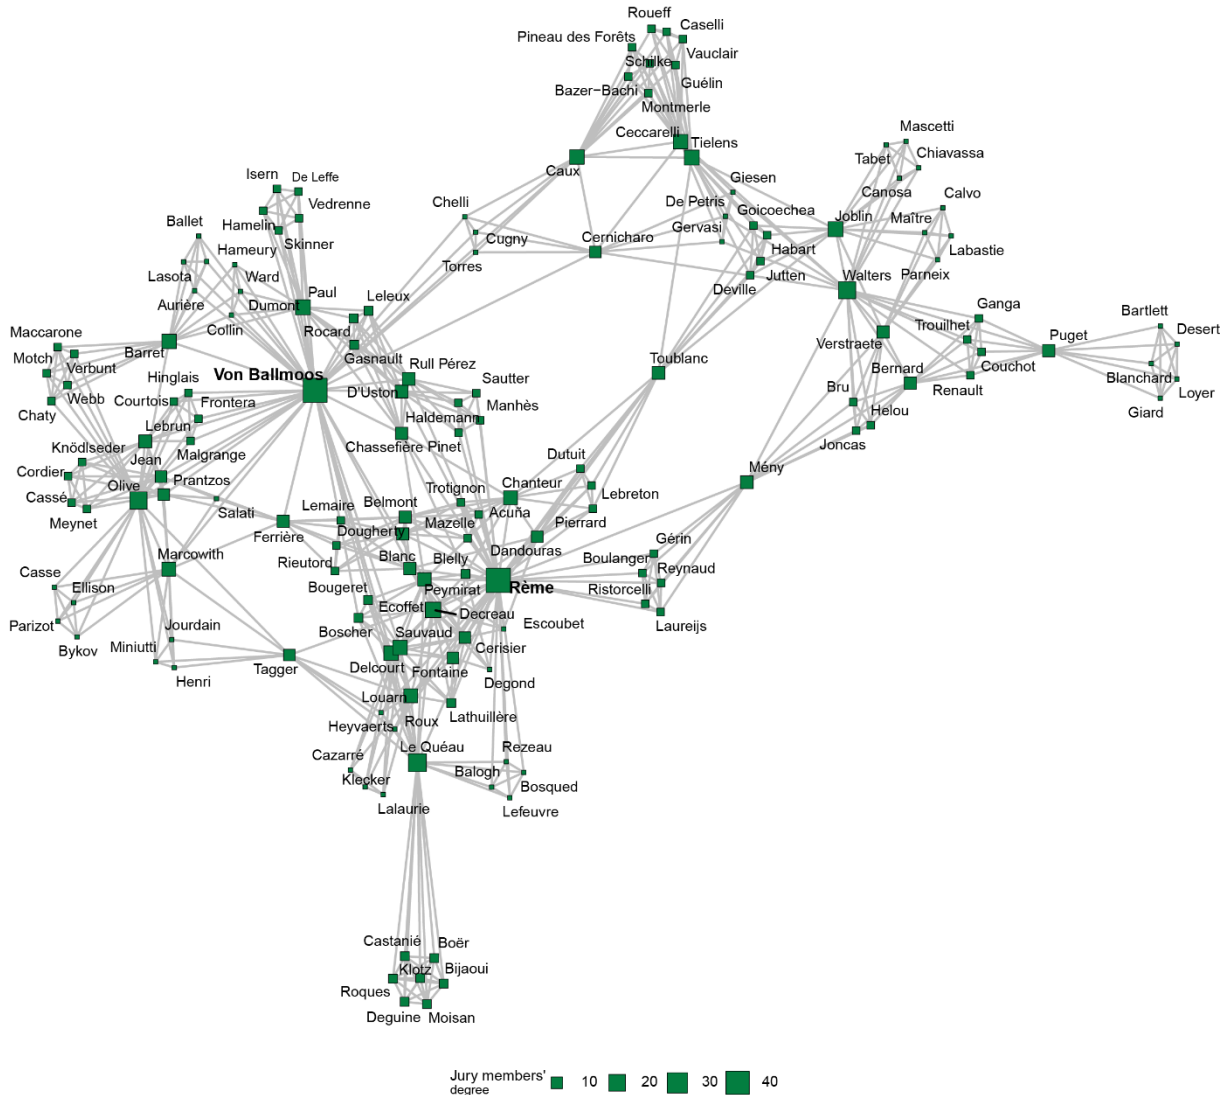 Roueff
Caselli
Pineau des Forêts
Vauclair
Schilke
Guélin
Bazer−Bachi
Montmerle
Ceccarelli
Tielens
Caux
Mascetti
Tabet
Chiavassa
Canosa
Giesen
De Petris
Goicoechea
Gervasi
Habart
Jutten
Déville
Joblin
Maître
Calvo
Labastie
Parneix
Walters
Isern
De Leffe
Vedrenne
Hamelin
Skinner
Ballet
Hameury
Lasota
Ward
Aurière
Dumont
Collin
Paul
Leleux
Rocard
Gasnault
Chelli
Cugny
Torres
Cernicharo
Ganga
Trouilhet
Couchot
Renault
Puget
Bartlett
Desert
Blanchard
Loyer
Giard
Verstraete
Bernard
Bru
Helou
Joncas
Toublanc
Maccarone
Motch
Verbunt
Webb
Chaty
Barret
Hinglais
Courtois
Frontera
Lebrun
Malgrange
Von Ballmoos
Rull Pérez
D'Uston
Sautter
Manhès
Haldemann
Chassefière
Pinet
Knödlseder
Jean
Cordier
Olive
Prantzos
Cassé
Meynet
Salati
Lemaire
Ferrière
Rieutord
Belmont
Dougherty
Trotignon
Mazelle
Chanteur
Acuña
Dutuit
Lebreton
Pierrard
Dandouras
Mény
Gérin
Boulanger
Reynaud
Ristorcelli
Laureijs
Marcowith
Casse
Ellison
Parizot
Bykov
Jourdain
Miniutti
Henri
Tagger
Blanc
Blelly
Bougeret
Peymirat
Rème
Ecoffet
Decreau
Escoubet
Boscher
Sauvaud
Cerisier
Delcourt
Fontaine
Degond
Louarn
Lathuillère
Heyvaerts
Roux
Cazarré
Le Quéau
Klecker
Lalaurie
Rezeau
Balogh
Bosqued
Lefeuvre
Castanié
Boër
Klotz
Bijaoui
Roques
Deguine
Moisan
Jury members'
degree
10 20 30 40